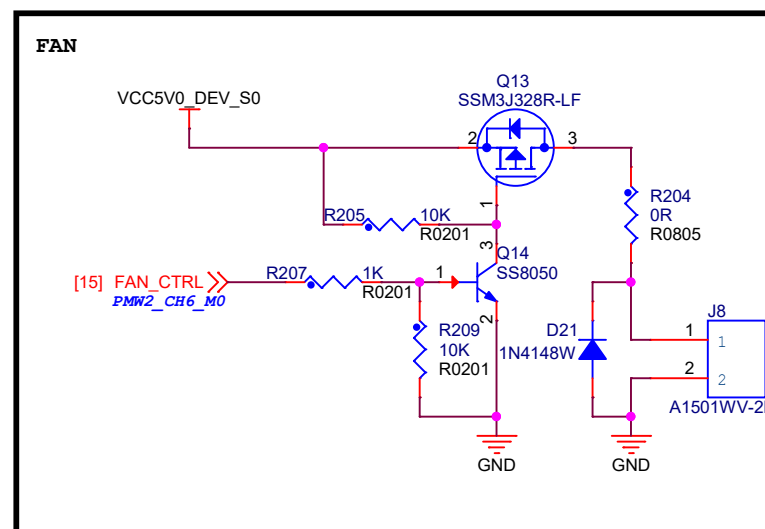 FAN
VCC5V0_DEV_S0
Q13
SSM3J328R-LF
2
3
1
R204
0R
R0805
R205
10K
R0201
3
Q14
SS8050
[15] FAN_CTRL
PMW2_CH6_M0
R207
1K
R0201
1
2
R209
10K
R0201
D21
1N4148W
J8
1
1
2
2
A1501WV-2
GND
GND